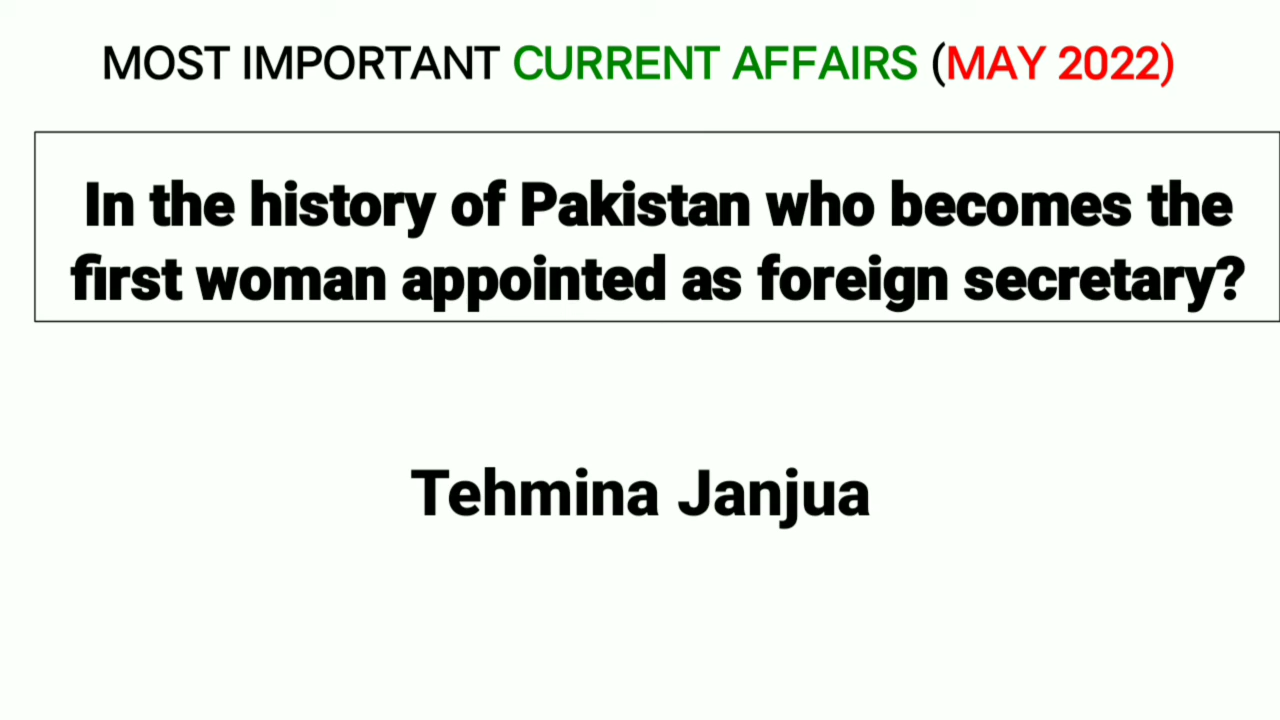 MOST IMPORTANT CURRENT AFFAIRS (MAY 2022)
In the history of Pakistan who becomes the
first woman appointed as foreign secretary?
Tehmina Janjua